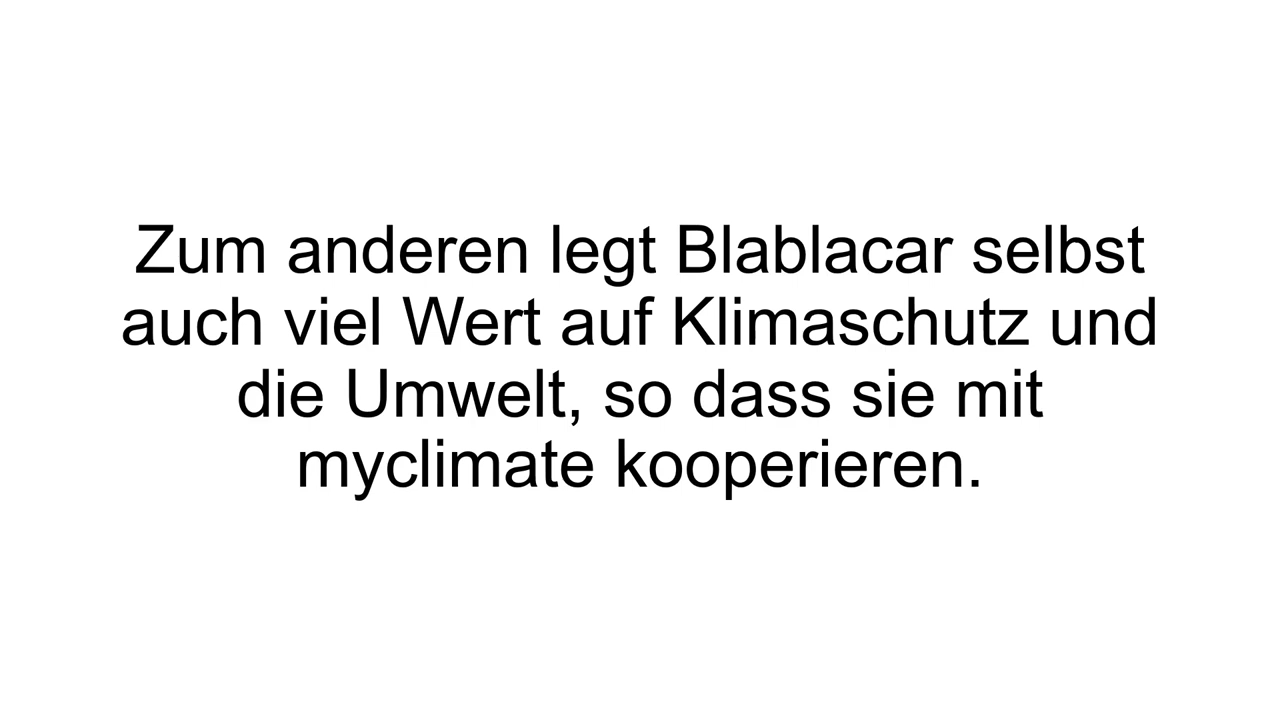 Zum anderen legt Blablacar selbst
auch viel Wert auf Klimaschutz und
die Umwelt, so dass sie mit
myclimate kooperieren.